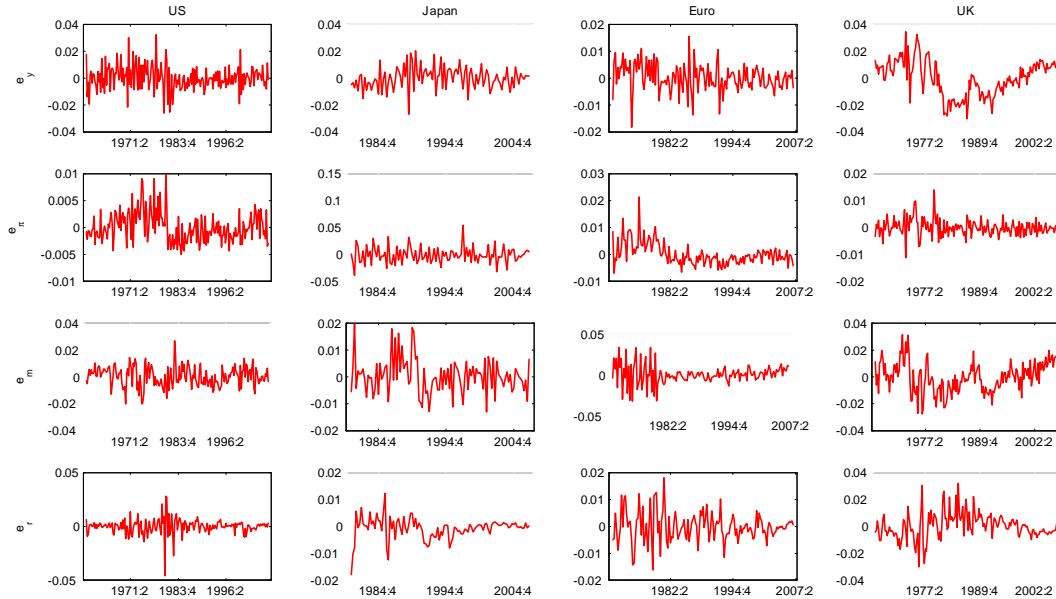 US Japan Euro UK
0.04 0.04 0.02 0.04
0.02 0.02 0.01 0.02
e_y 0 0 0 0
-0.02 -0.02 -0.01 -0.02
-0.04 -0.04 -0.02 -0.04
1971:2 1983:4 1996:2 1984:4 1994:4 2004:4 1982:2 1994:4 2007:2 1977:2 1989:4 2002:2
0.01 0.15 0.03 0.02
0.005 0.1 0.02 0.01
e_π 0 0.05 0.01 0
-0.005 0 0 -0.01
-0.01 -0.05 -0.01 -0.02
1971:2 1983:4 1996:2 1984:4 1994:4 2004:4 1982:2 1994:4 2007:2 1977:2 1989:4 2002:2
0.04 0.02 0.05 0.04
0.02 0.01 0.02
e_m 0 0 0 0
-0.02 -0.01 -0.02
-0.04 -0.02 -0.05 -0.04
1971:2 1983:4 1996:2 1984:4 1994:4 2004:4 1982:2 1994:4 2007:2 1977:2 1989:4 2002:2
0.05 0.02 0.02 0.04
0.01 0.01 0.02
e_r 0 0 0 0
-0.01 -0.01 -0.02
-0.05 -0.02 -0.02 -0.04
1971:2 1983:4 1996:2 1984:4 1994:4 2004:4 1982:2 1994:4 2007:2 1977:2 1989:4 2002:2